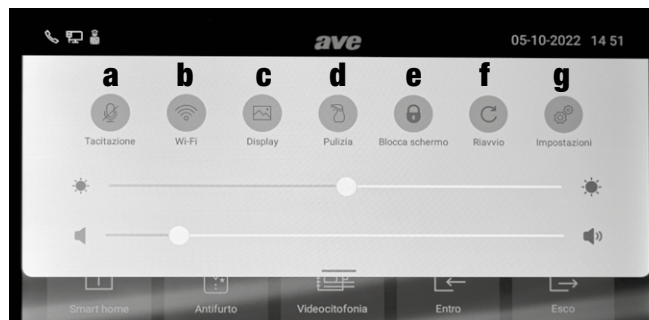 ave
05-10-2022 14 51
a b c d e f g
Tacitazione Wi-Fi Display Pulizia Blocca schermo Riavvio Impostazioni
Smart home Antifurto Videocitofonia Entro Esco